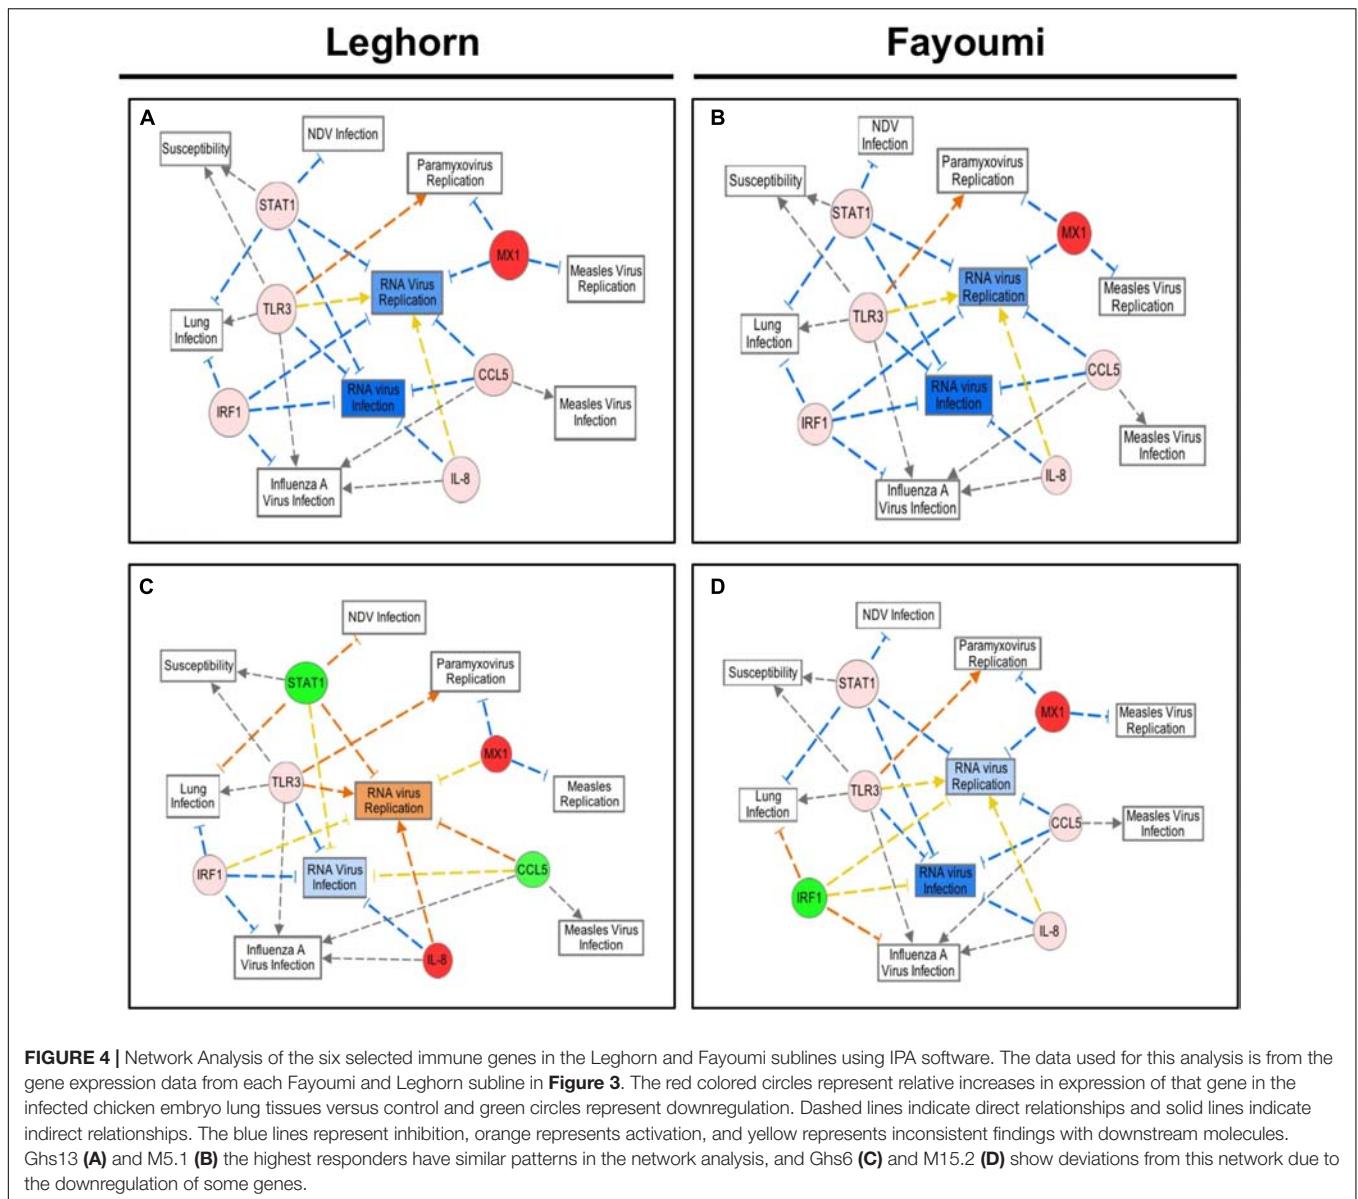 Leghorn
Fayoumi
A
NDV Infection
Susceptibility
Paramyxovirus
Replication
STAT1
MX1
Measles Virus
Replication
RNA Virus
Replication
TLR3
Lung
Infection
CCL5
RNA virus
Infection
Measles Virus
Infection
IRF1
IL-8
Influenza A
Virus Infection
B
NDV
Infection
Paramyxovirus
Replication
Susceptibility
STAT1
MX1
RNA virus
Replication
Measles Virus
Replication
TLR3
Lung
Infection
CCL5
RNA virus
Infection
IRF1
Measles Virus
Infection
IL-8
Influenza A
Virus Infection
C
NDV Infection
Susceptibility
Paramyxovirus
Replication
STAT1
MX1
TLR3
Lung
Infection
RNA virus
Replication
Measles
Replication
IRF1
RNA Virus
Infection
CCL5
Measles Virus
Infection
Influenza A
Virus Infection
IL-8
D
NDV Infection
Paramyxovirus
Replication
Susceptibility
STAT1
MX1
Measles Virus
Replication
RNA virus
Replication
TLR3
Lung
Infection
CCL5
Measles Virus
Infection
RNA virus
Infection
IRF1
IL-8
Influenza A
Virus Infection
FIGURE 4 | Network Analysis of the six selected immune genes in the Leghorn and Fayoumi sublines using IPA software. The data used for this analysis is from the
gene expression data from each Fayoumi and Leghorn subline in Figure 3. The red colored circles represent relative increases in expression of that gene in the
infected chicken embryo lung tissues versus control and green circles represent downregulation. Dashed lines indicate direct relationships and solid lines indicate
indirect relationships. The blue lines represent inhibition, orange represents activation, and yellow represents inconsistent findings with downstream molecules.
Ghs13 (A) and M5.1 (B) the highest responders have similar patterns in the network analysis, and Ghs6 (C) and M15.2 (D) show deviations from this network due to
the downregulation of some genes.